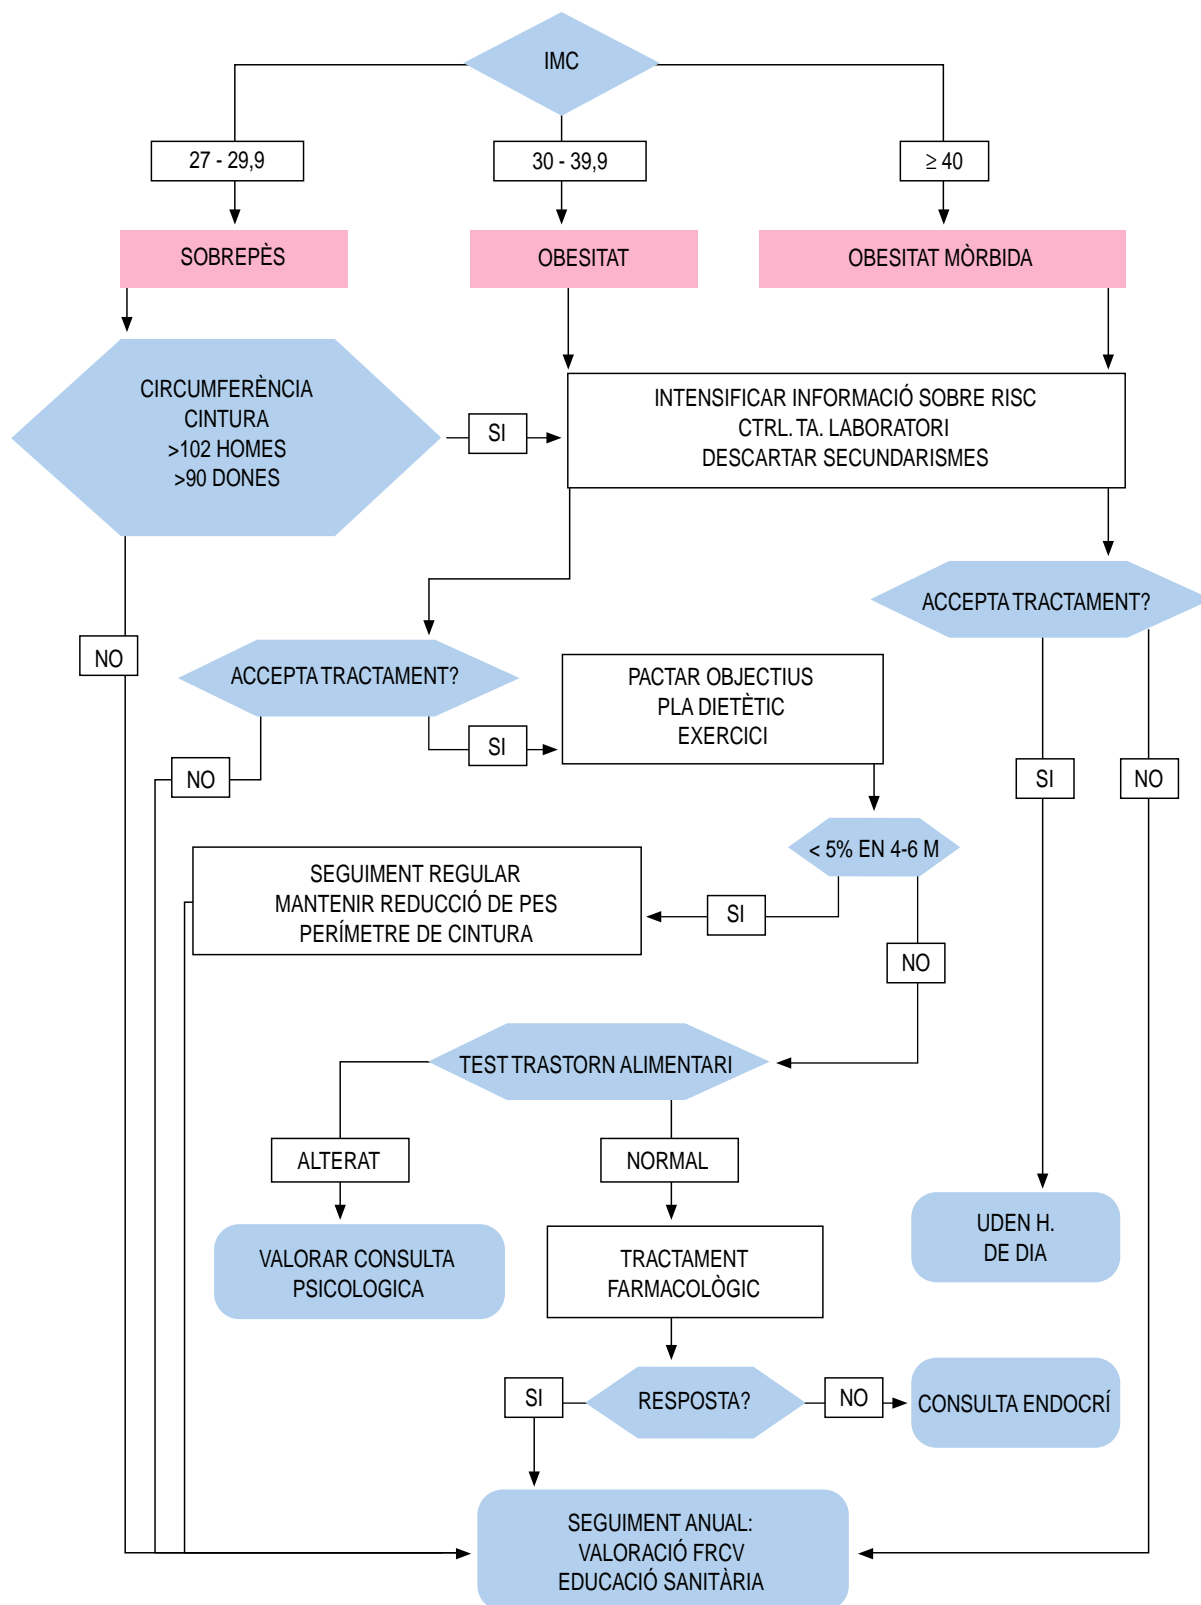 IMC
27 - 29,9
30 - 39,9
≥ 40
SOBREPÈS
OBESITAT
OBESITAT MÒRBIDA
CIRCUMFERÈNCIA
CINTURA
>102 HOMES
>90 DONES
SI
INTENSIFICAR INFORMACIÓ SOBRE RISC
CTRL. TA. LABORATORI
DESCARTAR SECUNDARISMES
ACCEPTA TRACTAMENT?
NO
ACCEPTA TRACTAMENT?
PACTAR OBJECTIUS
PLA DIETÈTIC
EXERCICI
SI
NO
SI
NO
< 5% EN 4-6 M
SEGUIMENT REGULAR
MANTENIR REDUCCIÓ DE PES
PERÍMETRE DE CINTURA
SI
NO
TEST TRASTORN ALIMENTARI
ALTERAT
NORMAL
VALORAR CONSULTA
PSICOLOGICA
TRACTAMENT
FARMACOLÒGIC
UDEN H.
DE DIA
SI
RESPOSTA?
NO
CONSULTA ENDOCRÍ
SEGUIMENT ANUAL:
VALORACIÓ FRCV
EDUCACIÓ SANITÀRIA